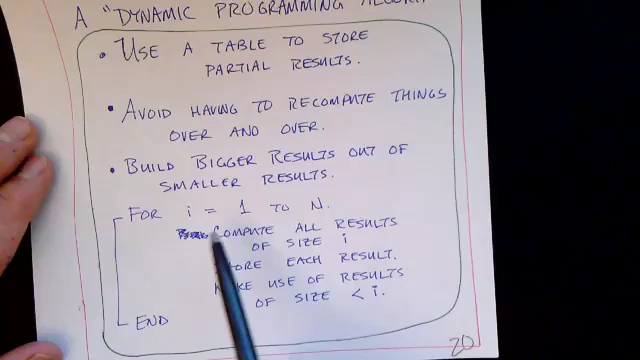 A "DYNAMIC PROGRAMMING
• USE A TABLE TO STORE
PARTIAL RESULTS.
• AVOID HAVING TO RECOMPUTE THINGS
OVER AND OVER.
• BUILD BIGGER RESULTS OUT OF
SMALLER RESULTS.
FOR i = 1 TO N.
COMPUTE ALL RESULTS
OF SIZE i
EACH RESULT.
USE OF RESULTS
OF SIZE < i.
END
20